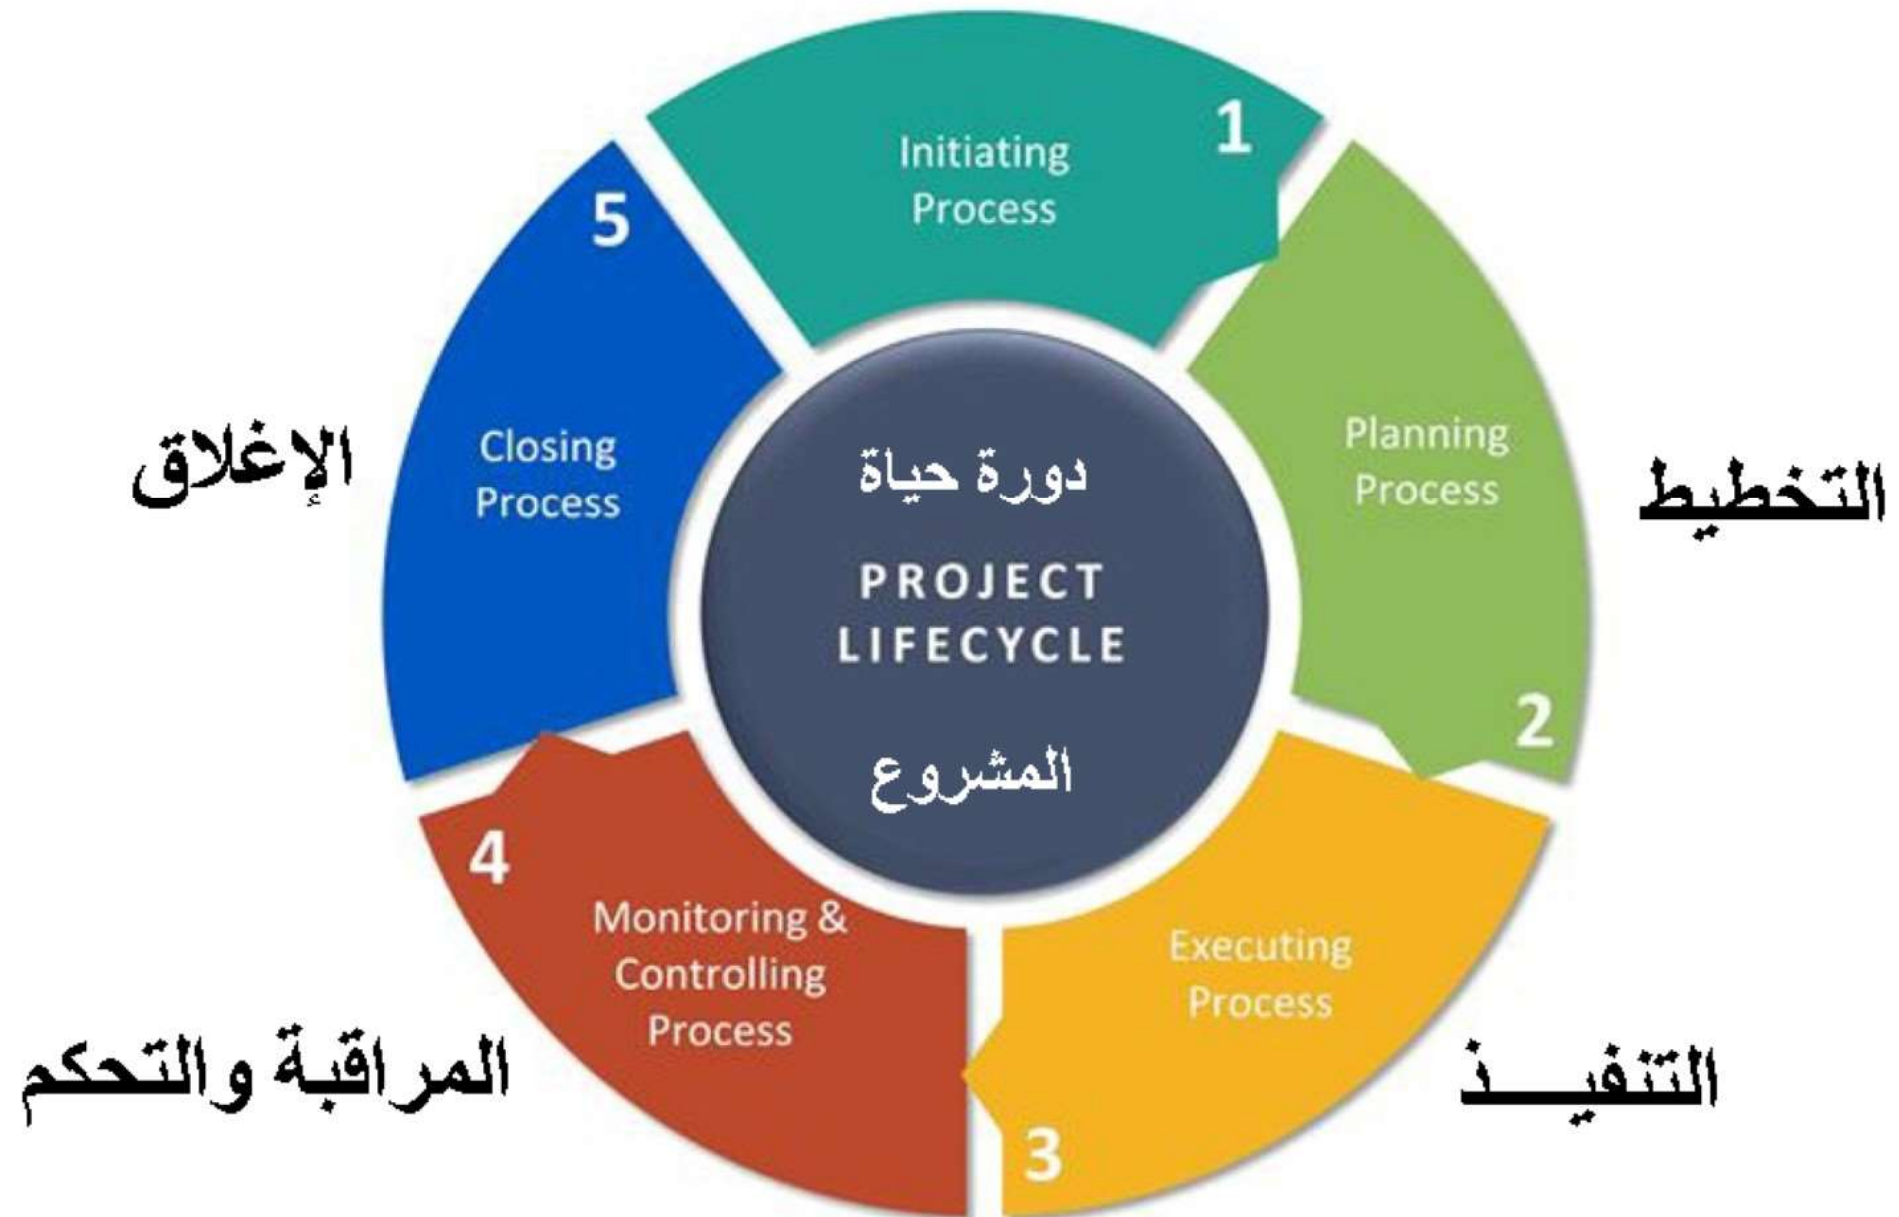 1
Initiating
Process
2
Planning
Process
التخطيط
3
Executing
Process
التنفيـــذ
4
Monitoring &
Controlling
Process
المراقبة والتحكم
5
Closing
Process
الإغلاق
دورة حياة
PROJECT
LIFECYCLE
المشروع